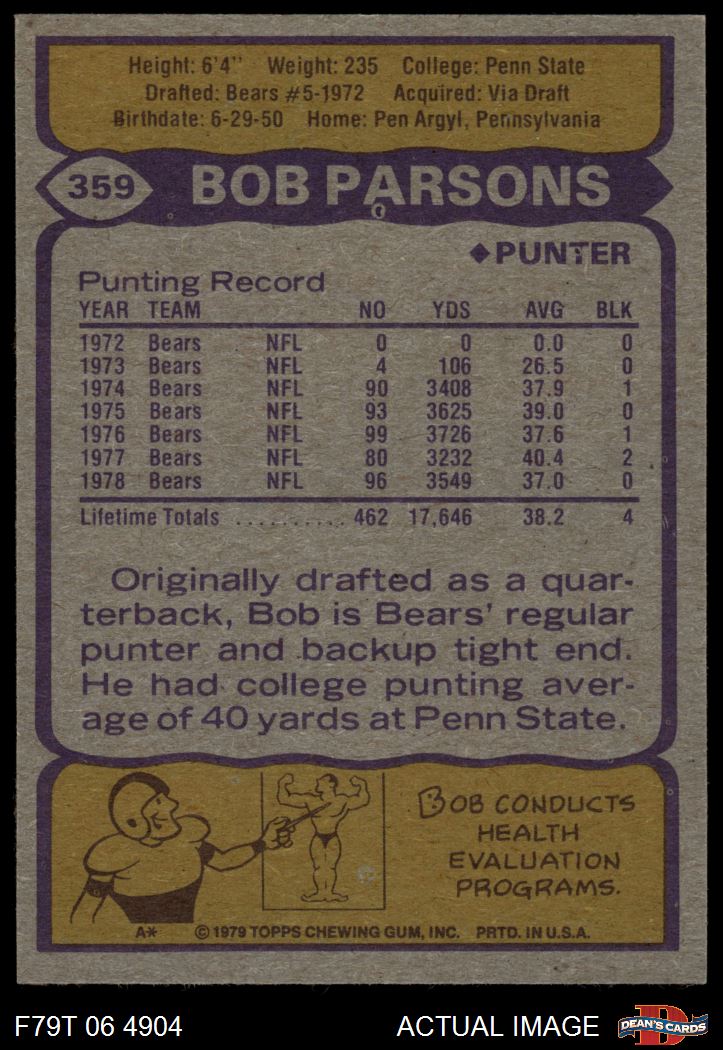 Height: 6'4" Weight: 235 College: Penn State
Drafted: Bears #5-1972 Acquired: Via Draft
Birthdate: 6-29-50 Home: Pen Argyl, Pennsylvania
359 BOB PARSONS
◆PUNTER
Punting Record
YEAR TEAM NO YDS AVG BLK
1972 Bears NFL 0 0 0.0 0
1973 Bears NFL 4 106 26.5 0
1974 Bears NFL 90 3408 37.9 1
1975 Bears NFL 93 3625 39.0 0
1976 Bears NFL 99 3726 37.6 1
1977 Bears NFL 80 3232 40.4 2
1978 Bears NFL 96 3549 37.0 0
Lifetime Totals .......... 462 17,646 38.2 4
Originally drafted as a quar-
terback, Bob is Bears' regular
punter and backup tight end.
He had college punting aver-
age of 40 yards at Penn State.
BOB CONDUCTS
HEALTH
EVALUATION
PROGRAMS.
A* © 1979 TOPPS CHEWING GUM, INC. PRTD. IN U.S.A.
F79T 06 4904 ACTUAL IMAGE D DEAN'S CARDS